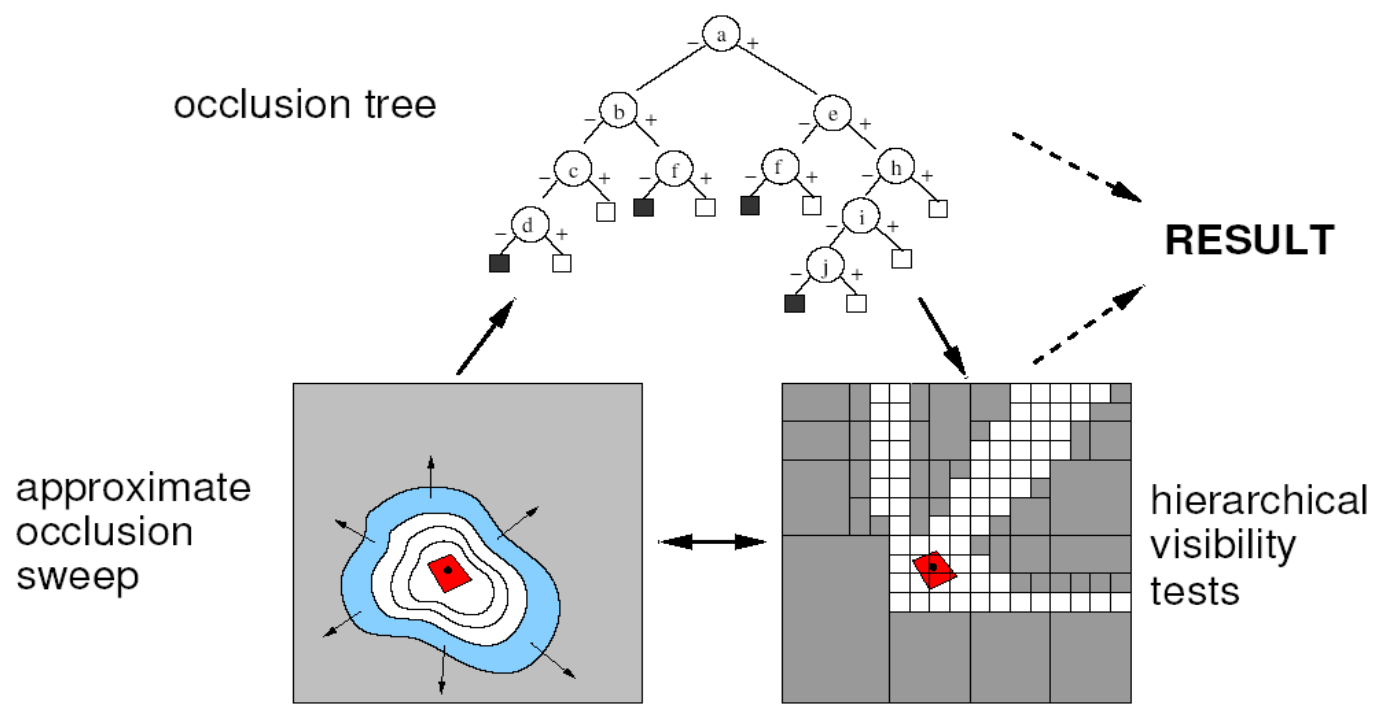 a
− +
occlusion tree
b
− +
e
− +
c
− +
f
− +
f
− +
h
− +
d
− +
i
− +
j
− +
RESULT
approximate
occlusion
sweep
hierarchical
visibility
tests